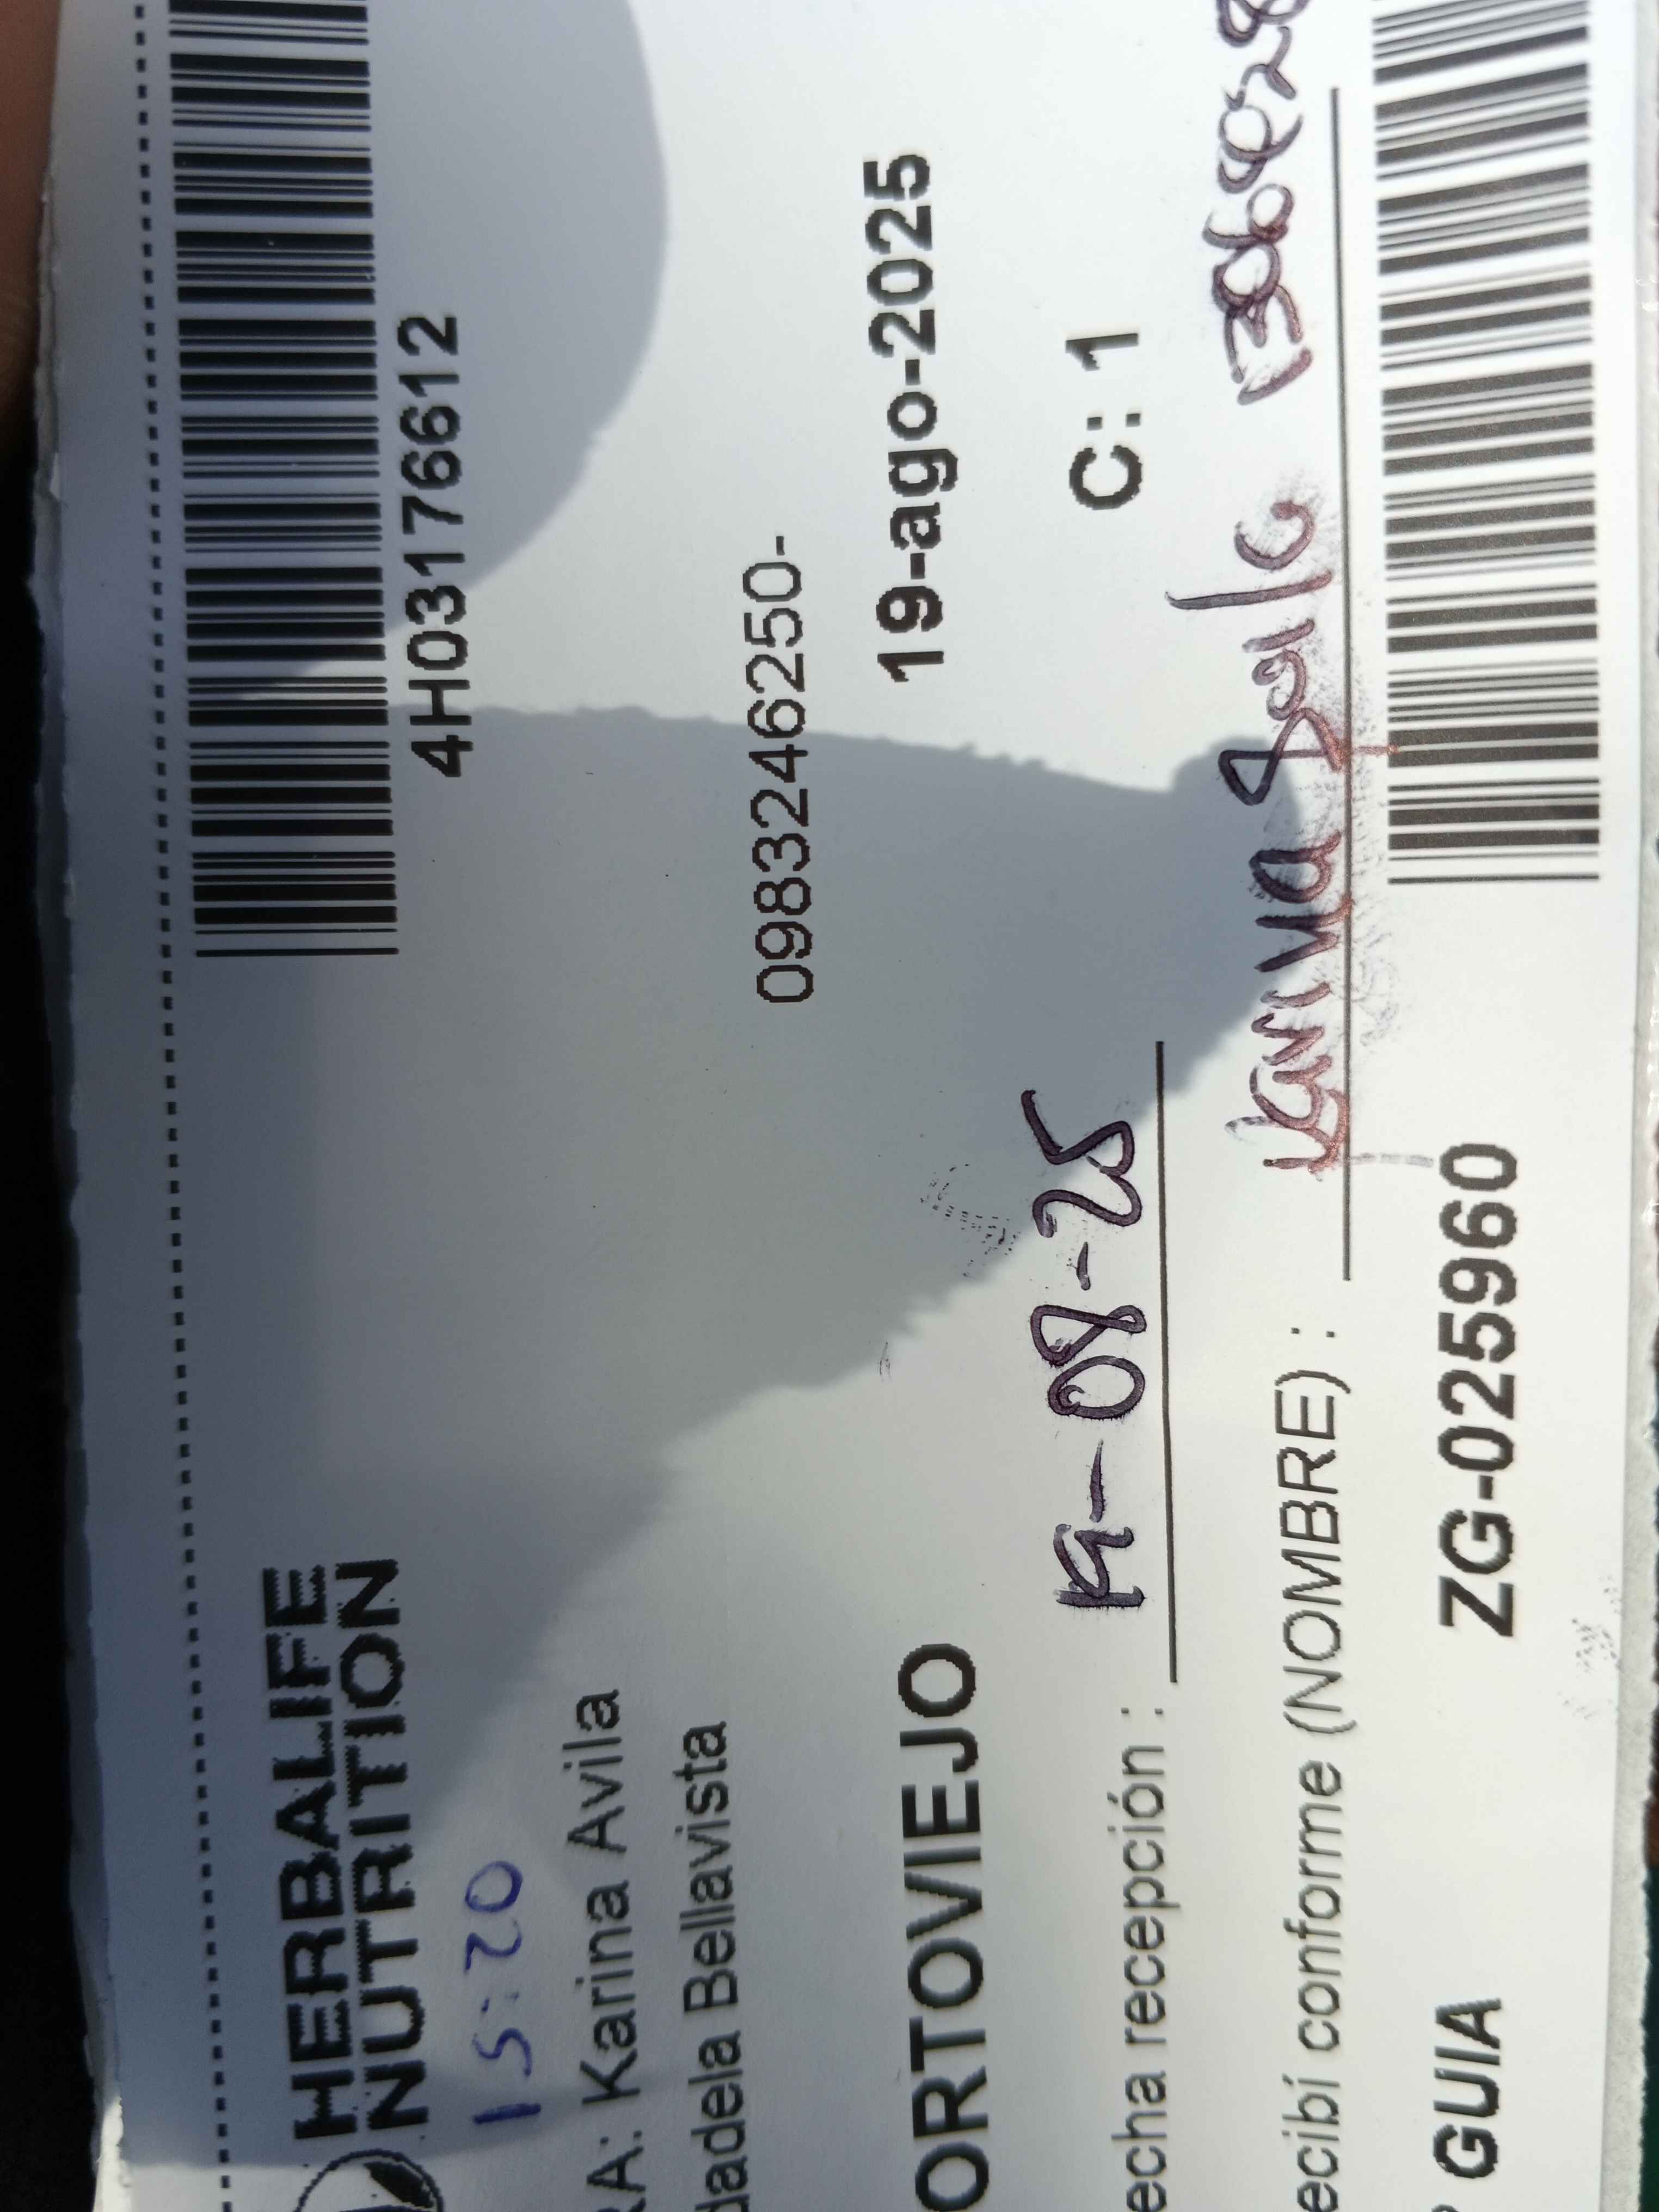 HERBALIFE
NUTRITION
4H03176612
15:20
RA: Karina Avila
dadela Bellavista
0983246250-
ORTOVIEJO
19-ago-2025
echa recepción :
19-08-25
C: 1
ecibí conforme (NOMBRE) :
GUIA
ZG-025960